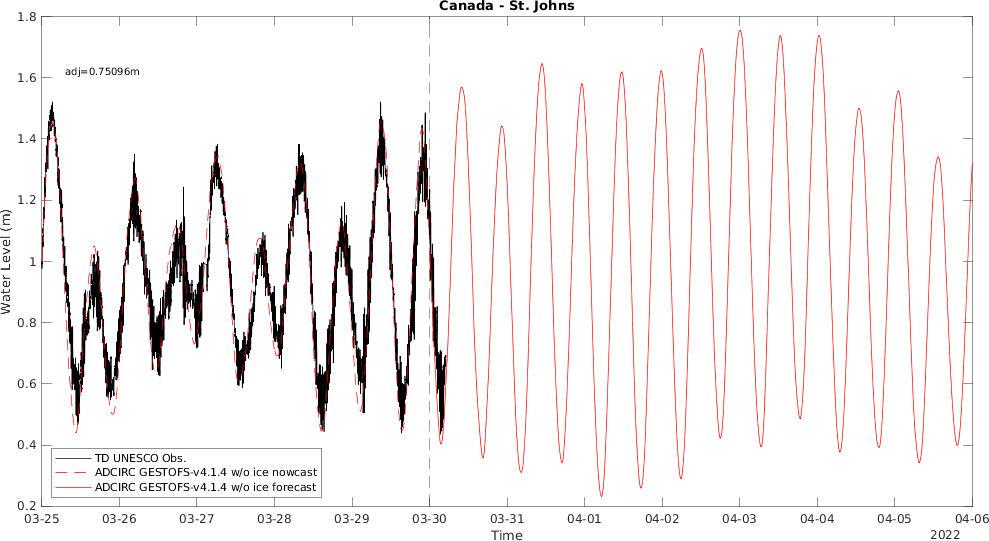 Canada - St. Johns
1.8
1.6
1.4
1.2
1
0.8
0.6
0.4
0.2
Water Level (m)
adj=0.75096m
TD UNESCO Obs.
ADCIRC GESTOFS-v4.1.4 w/o ice nowcast
ADCIRC GESTOFS-v4.1.4 w/o ice forecast
03-25 03-26 03-27 03-28 03-29 03-30 03-31 04-01 04-02 04-03 04-04 04-05 04-06
Time
2022